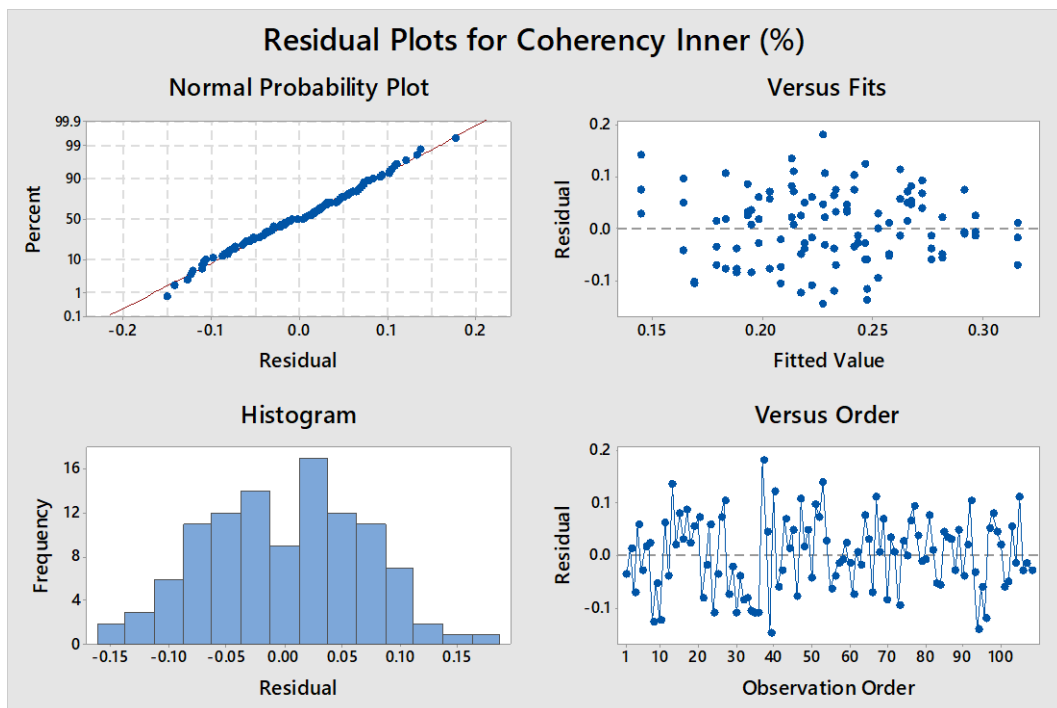 Residual Plots for Coherency Inner (%)
Normal Probability Plot
99.9
99
90
50
10
1
0.1
Percent
-0.2 -0.1 0.0 0.1 0.2
Residual
Versus Fits
0.2
0.1
0.0
-0.1
Residual
0.15 0.20 0.25 0.30
Fitted Value
Histogram
16
12
8
4
0
Frequency
-0.15 -0.10 -0.05 0.00 0.05 0.10 0.15
Residual
Versus Order
0.2
0.1
0.0
-0.1
Residual
1 10 20 30 40 50 60 70 80 90 100
Observation Order